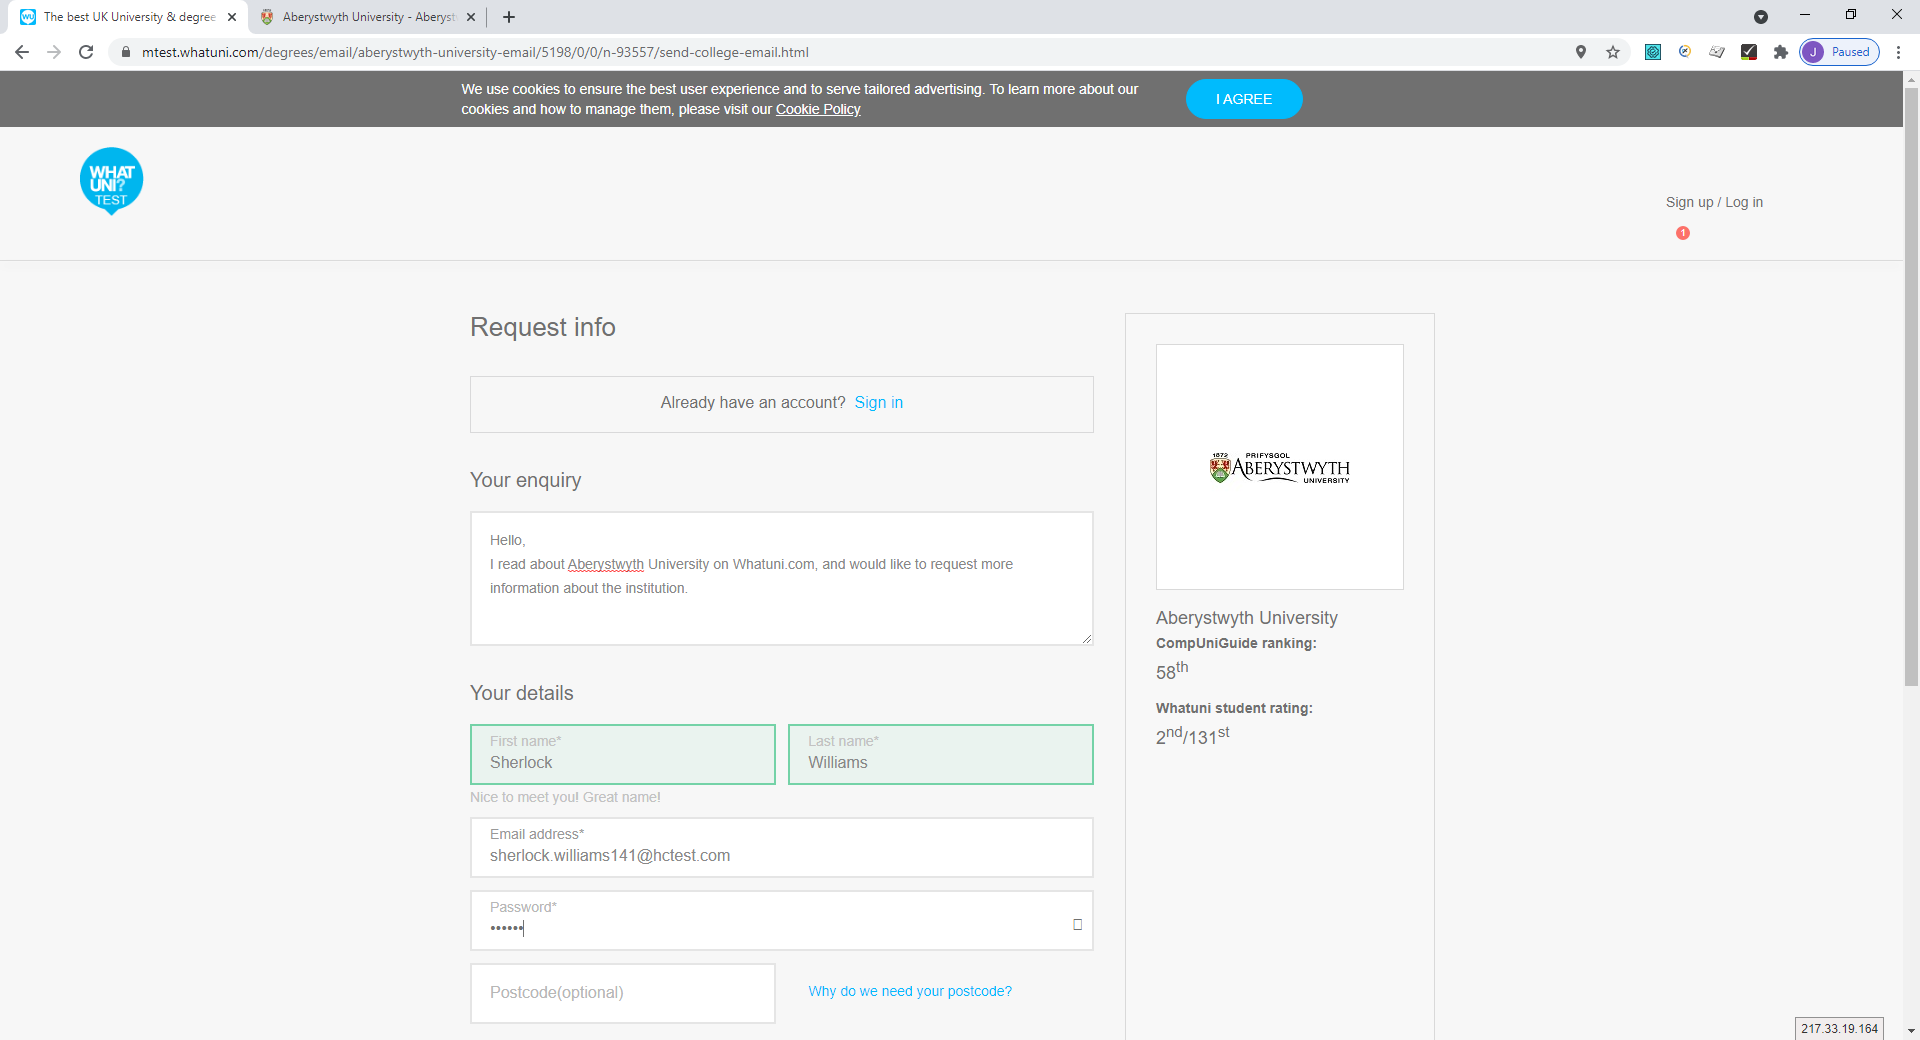 The best UK University & degree
Aberystwyth University - Aberyst
mtest.whatuni.com/degrees/email/aberystwyth-university-email/5198/0/0/n-93557/send-college-email.html
J Paused
We use cookies to ensure the best user experience and to serve tailored advertising. To learn more about our
cookies and how to manage them, please visit our Cookie Policy
I AGREE
WHAT
UNI?
TEST
Sign up / Log in
1
Request info
Already have an account? Sign in
Your enquiry
Hello,
I read about Aberystwyth University on Whatuni.com, and would like to request more
information about the institution.
Your details
First name*
Sherlock
Last name*
Williams
Nice to meet you! Great name!
Email address*
sherlock.williams141@hctest.com
Password*
••••••
Postcode(optional)
Why do we need your postcode?
1872 PRIFYSGOL
ABERYSTWYTH
UNIVERSITY
Aberystwyth University
CompUniGuide ranking:
58th
Whatuni student rating:
2nd/131st
217.33.19.164